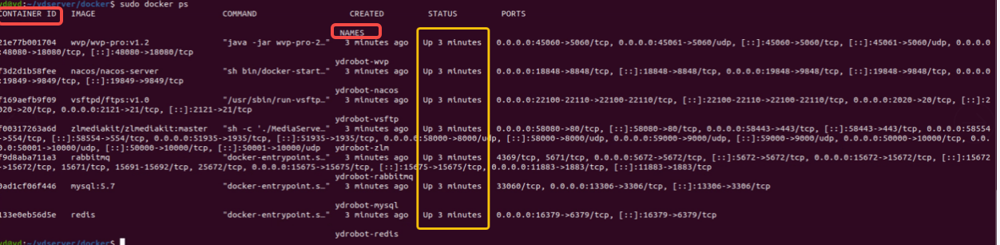 yd@yd:~/ydserver/docker$ sudo docker ps
CONTAINER ID IMAGE COMMAND CREATED STATUS PORTS
NAMES
21e77b001704 wvp/wvp-pro:v1.2 "java -jar wvp-pro-2…" 3 minutes ago Up 3 minutes 0.0.0.0:45060->5060/tcp, 0.0.0.0:45061->5060/udp, [::]:45060->5060/tcp, [::]:45061->5060/udp, 0.0.0.0
:48080->18080/tcp, [::]:48080->18080/tcp
ydrobot-wvp
f3d2d1b58fee nacos/nacos-server "sh bin/docker-start…" 3 minutes ago Up 3 minutes 0.0.0.0:18848->8848/tcp, [::]:18848->8848/tcp, 0.0.0.0:19848->9848/tcp, [::]:19848->9848/tcp, 0.0.0.0
:19849->9849/tcp, [::]:19849->9849/tcp
ydrobot-nacos
f169aefb9f09 vsftpd/ftps:v1.0 "/usr/sbin/run-vsftp…" 3 minutes ago Up 3 minutes 0.0.0.0:22100-22110->22100-22110/tcp, [::]:22100-22110->22100-22110/tcp, 0.0.0.0:2020->20/tcp, [::]:2
020->20/tcp, 0.0.0.0:2121->21/tcp, [::]:2121->21/tcp
ydrobot-vsftp
f00317263a6d zlmediakit/zlmediakit:master "sh -c './MediaServe…" 3 minutes ago Up 3 minutes 0.0.0.0:58080->80/tcp, [::]:58080->80/tcp, 0.0.0.0:58443->443/tcp, [::]:58443->443/tcp, 0.0.0.0:58554
->554/tcp, [::]:58554->554/tcp, 0.0.0.0:51935->1935/tcp, [::]:51935->1935/tcp, 0.0.0.0:58000->8000/udp, [::]:58000->8000/udp, 0.0.0.0:59000->9000/udp, [::]:59000->9000/udp, 0.0.0.0:50000->10000/tcp, 0.0.
0.0:50001->10000/udp, [::]:50000->10000/tcp, [::]:50001->10000/udp ydrobot-zlm
f9d8aba711a3 rabbitmq "docker-entrypoint.s…" 3 minutes ago Up 3 minutes 4369/tcp, 5671/tcp, 0.0.0.0:5672->5672/tcp, [::]:5672->5672/tcp, 0.0.0.0:15672->15672/tcp, [::]:15672
->15672/tcp, 15671/tcp, 15691-15692/tcp, 25672/tcp, 0.0.0.0:15675->15675/tcp, [::]:15675->15675/tcp, 0.0.0.0:11883->1883/tcp, [::]:11883->1883/tcp
ydrobot-rabbitmq
0ad1cf06f446 mysql:5.7 "docker-entrypoint.s…" 3 minutes ago Up 3 minutes 33060/tcp, 0.0.0.0:13306->3306/tcp, [::]:13306->3306/tcp
ydrobot-mysql
133e0eb56d5e redis "docker-entrypoint.s…" 3 minutes ago Up 3 minutes 0.0.0.0:16379->6379/tcp, [::]:16379->6379/tcp
ydrobot-redis
yd@yd:~/ydserver/docker$